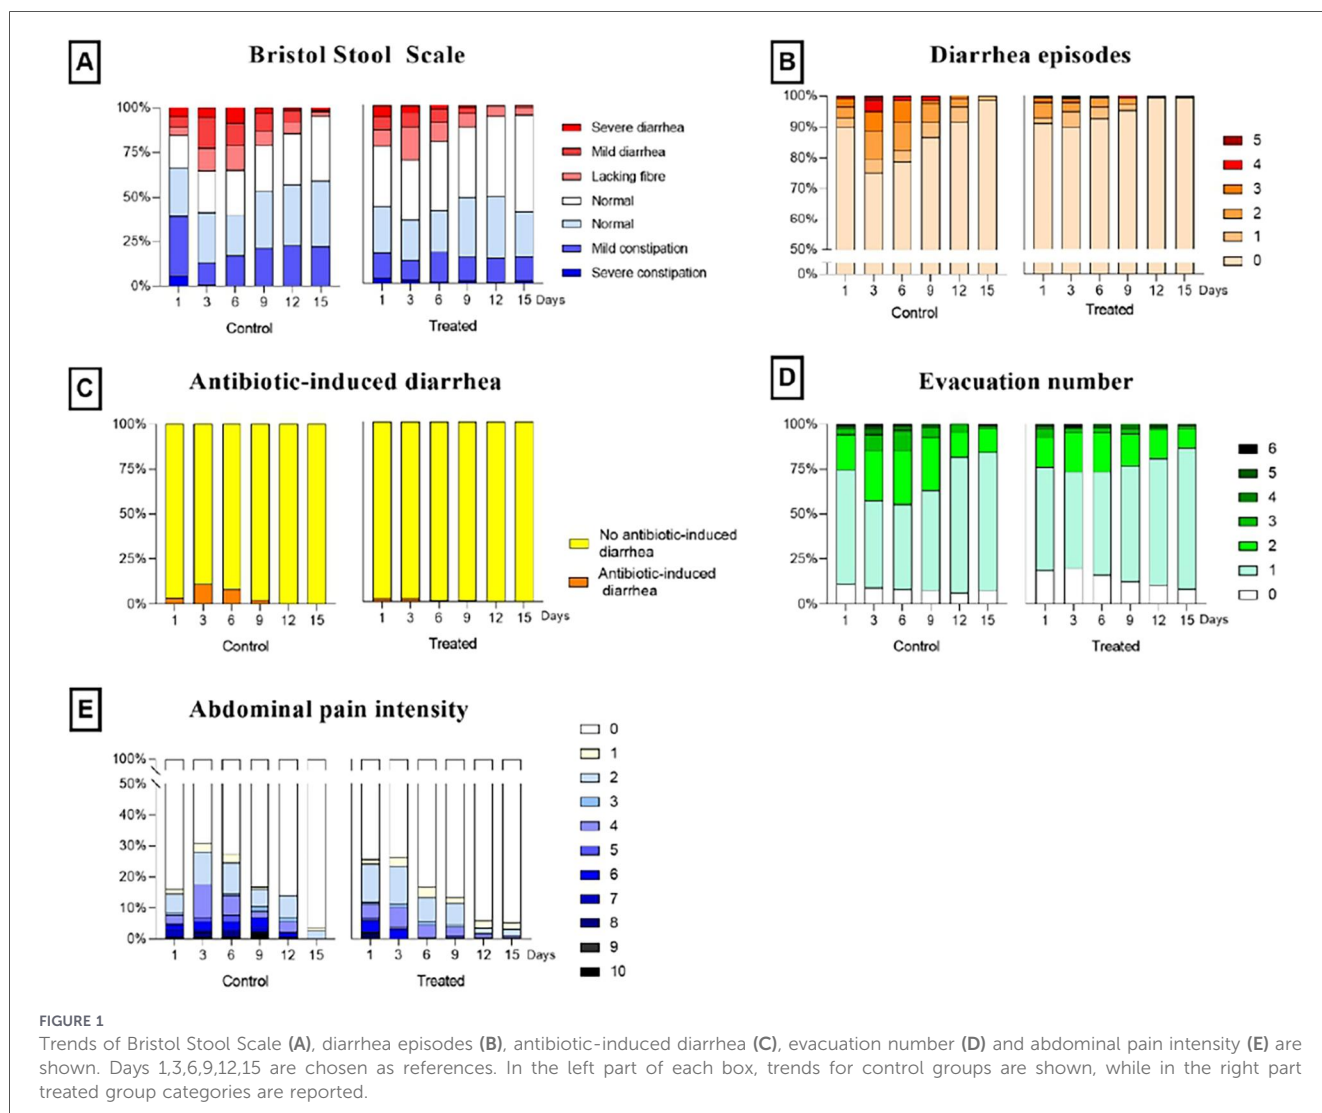 A
Bristol Stool Scale
100%
75%
50%
25%
0%
1 3 6 9 12 15
1 3 6 9 12 15 Days
Control
Treated
Severe diarrhea
Mild diarrhea
Lacking fibre
Normal
Normal
Mild constipation
Severe constipation
B
Diarrhea episodes
100%
90%
80%
70%
60%
50%
0%
1 3 6 9 12 15
1 3 6 9 12 15 Days
Control
Treated
5
4
3
2
1
0
C
Antibiotic-induced diarrhea
100%
75%
50%
25%
0%
1 3 6 9 12 15
1 3 6 9 12 15 Days
Control
Treated
No antibiotic-induced
diarrhea
Antibiotic-induced
diarrhea
D
Evacuation number
100%
75%
50%
25%
0%
1 3 6 9 12 15
1 3 6 9 12 15 Days
Control
Treated
6
5
4
3
2
1
0
E
Abdominal pain intensity
100%
50%
40%
30%
20%
10%
0%
1 3 6 9 12 15
1 3 6 9 12 15 Days
Control
Treated
0
1
2
3
4
5
6
7
8
9
10
FIGURE 1
Trends of Bristol Stool Scale (A), diarrhea episodes (B), antibiotic-induced diarrhea (C), evacuation number (D) and abdominal pain intensity (E) are
shown. Days 1,3,6,9,12,15 are chosen as references. In the left part of each box, trends for control groups are shown, while in the right part
treated group categories are reported.